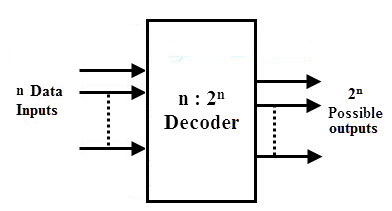 n Data
Inputs
n : 2ⁿ
Decoder
2ⁿ
Possible
outputs